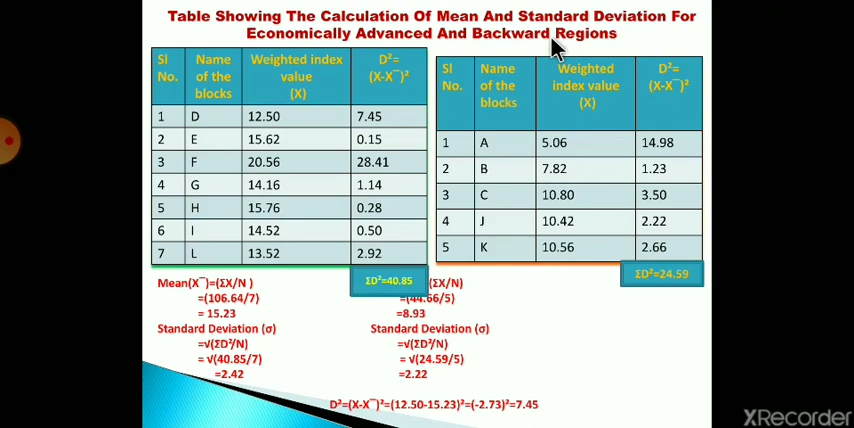 Table Showing The Calculation Of Mean And Standard Deviation For
Economically Advanced And Backward Regions
Sl No. Name of the blocks Weighted index value (X) D²= (X-X¯)²
1 D 12.50 7.45
2 E 15.62 0.15
3 F 20.56 28.41
4 G 14.16 1.14
5 H 15.76 0.28
6 I 14.52 0.50
7 L 13.52 2.92
ΣD²=40.85
Mean(X¯)=(ΣX/N )
=(106.64/7)
= 15.23
Standard Deviation (σ)
=√(ΣD²/N)
= √(40.85/7)
=2.42
Sl No. Name of the blocks Weighted index value (X) D²= (X-X¯)²
1 A 5.06 14.98
2 B 7.82 1.23
3 C 10.80 3.50
4 J 10.42 2.22
5 K 10.56 2.66
ΣD²=24.59
(ΣX/N)
=(44.66/5)
=8.93
Standard Deviation (σ)
=√(ΣD²/N)
= √(24.59/5)
=2.22
D²=(X-X¯)²=(12.50-15.23)²=(-2.73)²=7.45
XRecorder